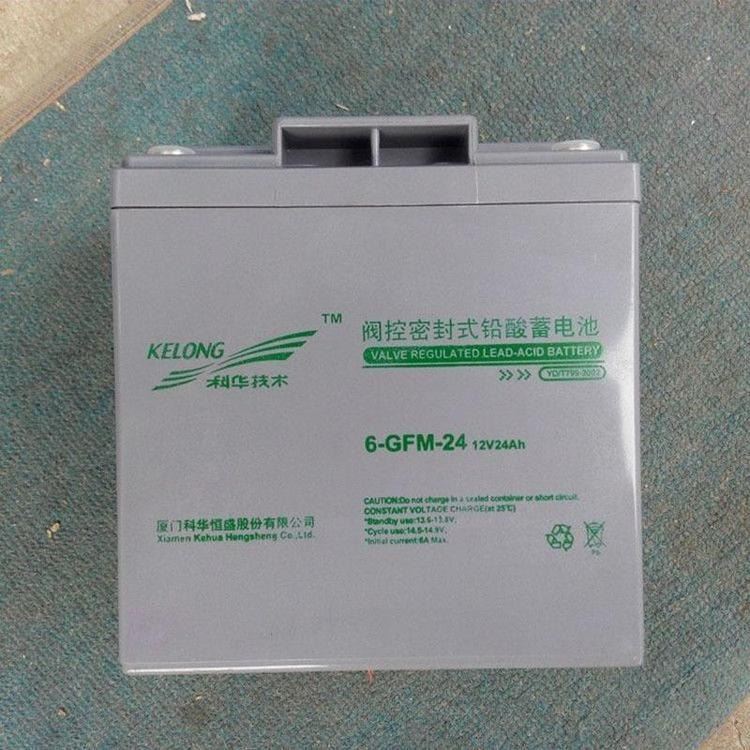 KELONG
TM
科华技术
阀控密封式铅酸蓄电池
VALVE REGULATED LEAD-ACID BATTERY
YD/T799-2002
6-GFM-24 12V24Ah
CAUTION:Do not charge in a sealed container or short circuit.
CONSTANT VOLTAGE CHARGE(at 25℃)
*Standby use:13.6-13.8V.
*Cycle use:14.5-14.9V.
*Initial current:6A Max.
Pb
厦门科华恒盛股份有限公司
Xiamen Kehua Hengsheng Co.,Ltd.